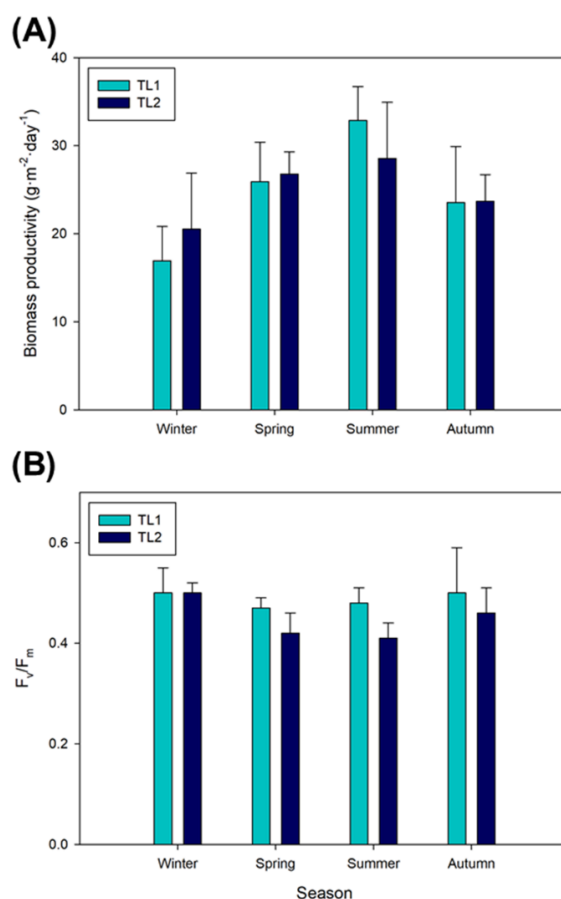 (A)
Biomass productivity (g·m⁻²·day⁻¹)
40
30
20
10
0
TL1
TL2
Winter Spring Summer Autumn
(B)
Fᵥ/Fₘ
0.6
0.4
0.2
0.0
TL1
TL2
Winter Spring Summer Autumn
Season